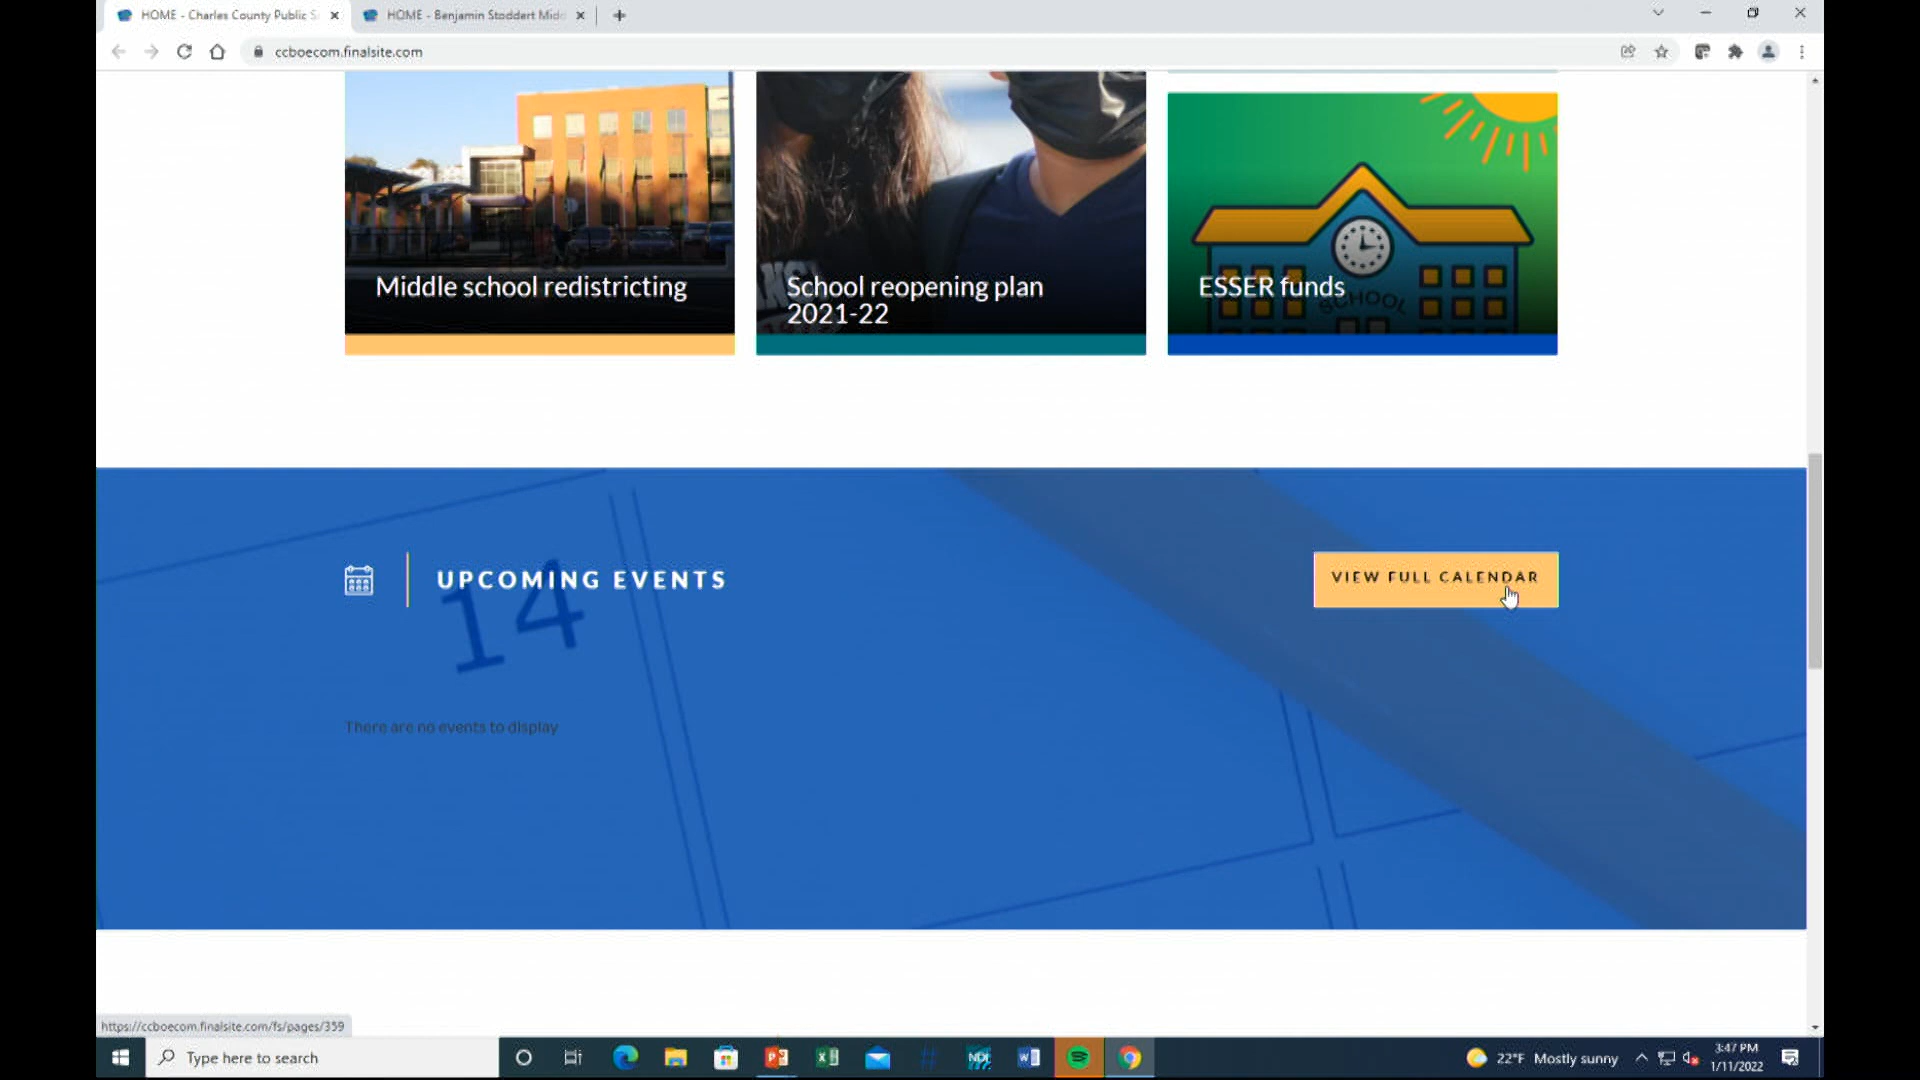 HOME - Charles County Public S
HOME - Benjamin Stoddert Midd
ccboecom.finalsite.com
Middle school redistricting
School reopening plan
2021-22
SCHOOL
ESSER funds
14
UPCOMING EVENTS
VIEW FULL CALENDAR
There are no events to display
https://ccboecom.finalsite.com/fs/pages/359
Type here to search
22°F Mostly sunny
3:47 PM
1/11/2022